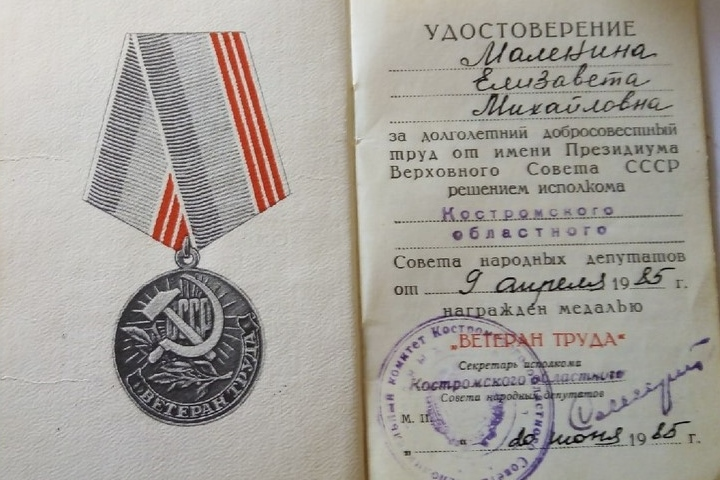 СССР
„ВЕТЕРАН ТРУДА“
УДОСТОВЕРЕНИЕ
Малекина
Елизавета
Михайловна
за долголетний добросовестный
труд от имени Президиума
Верховного Совета СССР
решением исполкома
Костромского
областного
Совета народных депутатов
от 9 апреля 1985 г.
награжден медалью
„ВЕТЕРАН ТРУДА“
Секретарь исполкома
Костромского областного
Совета народных депутатов
М. П.
„20“ июня 1985 г.